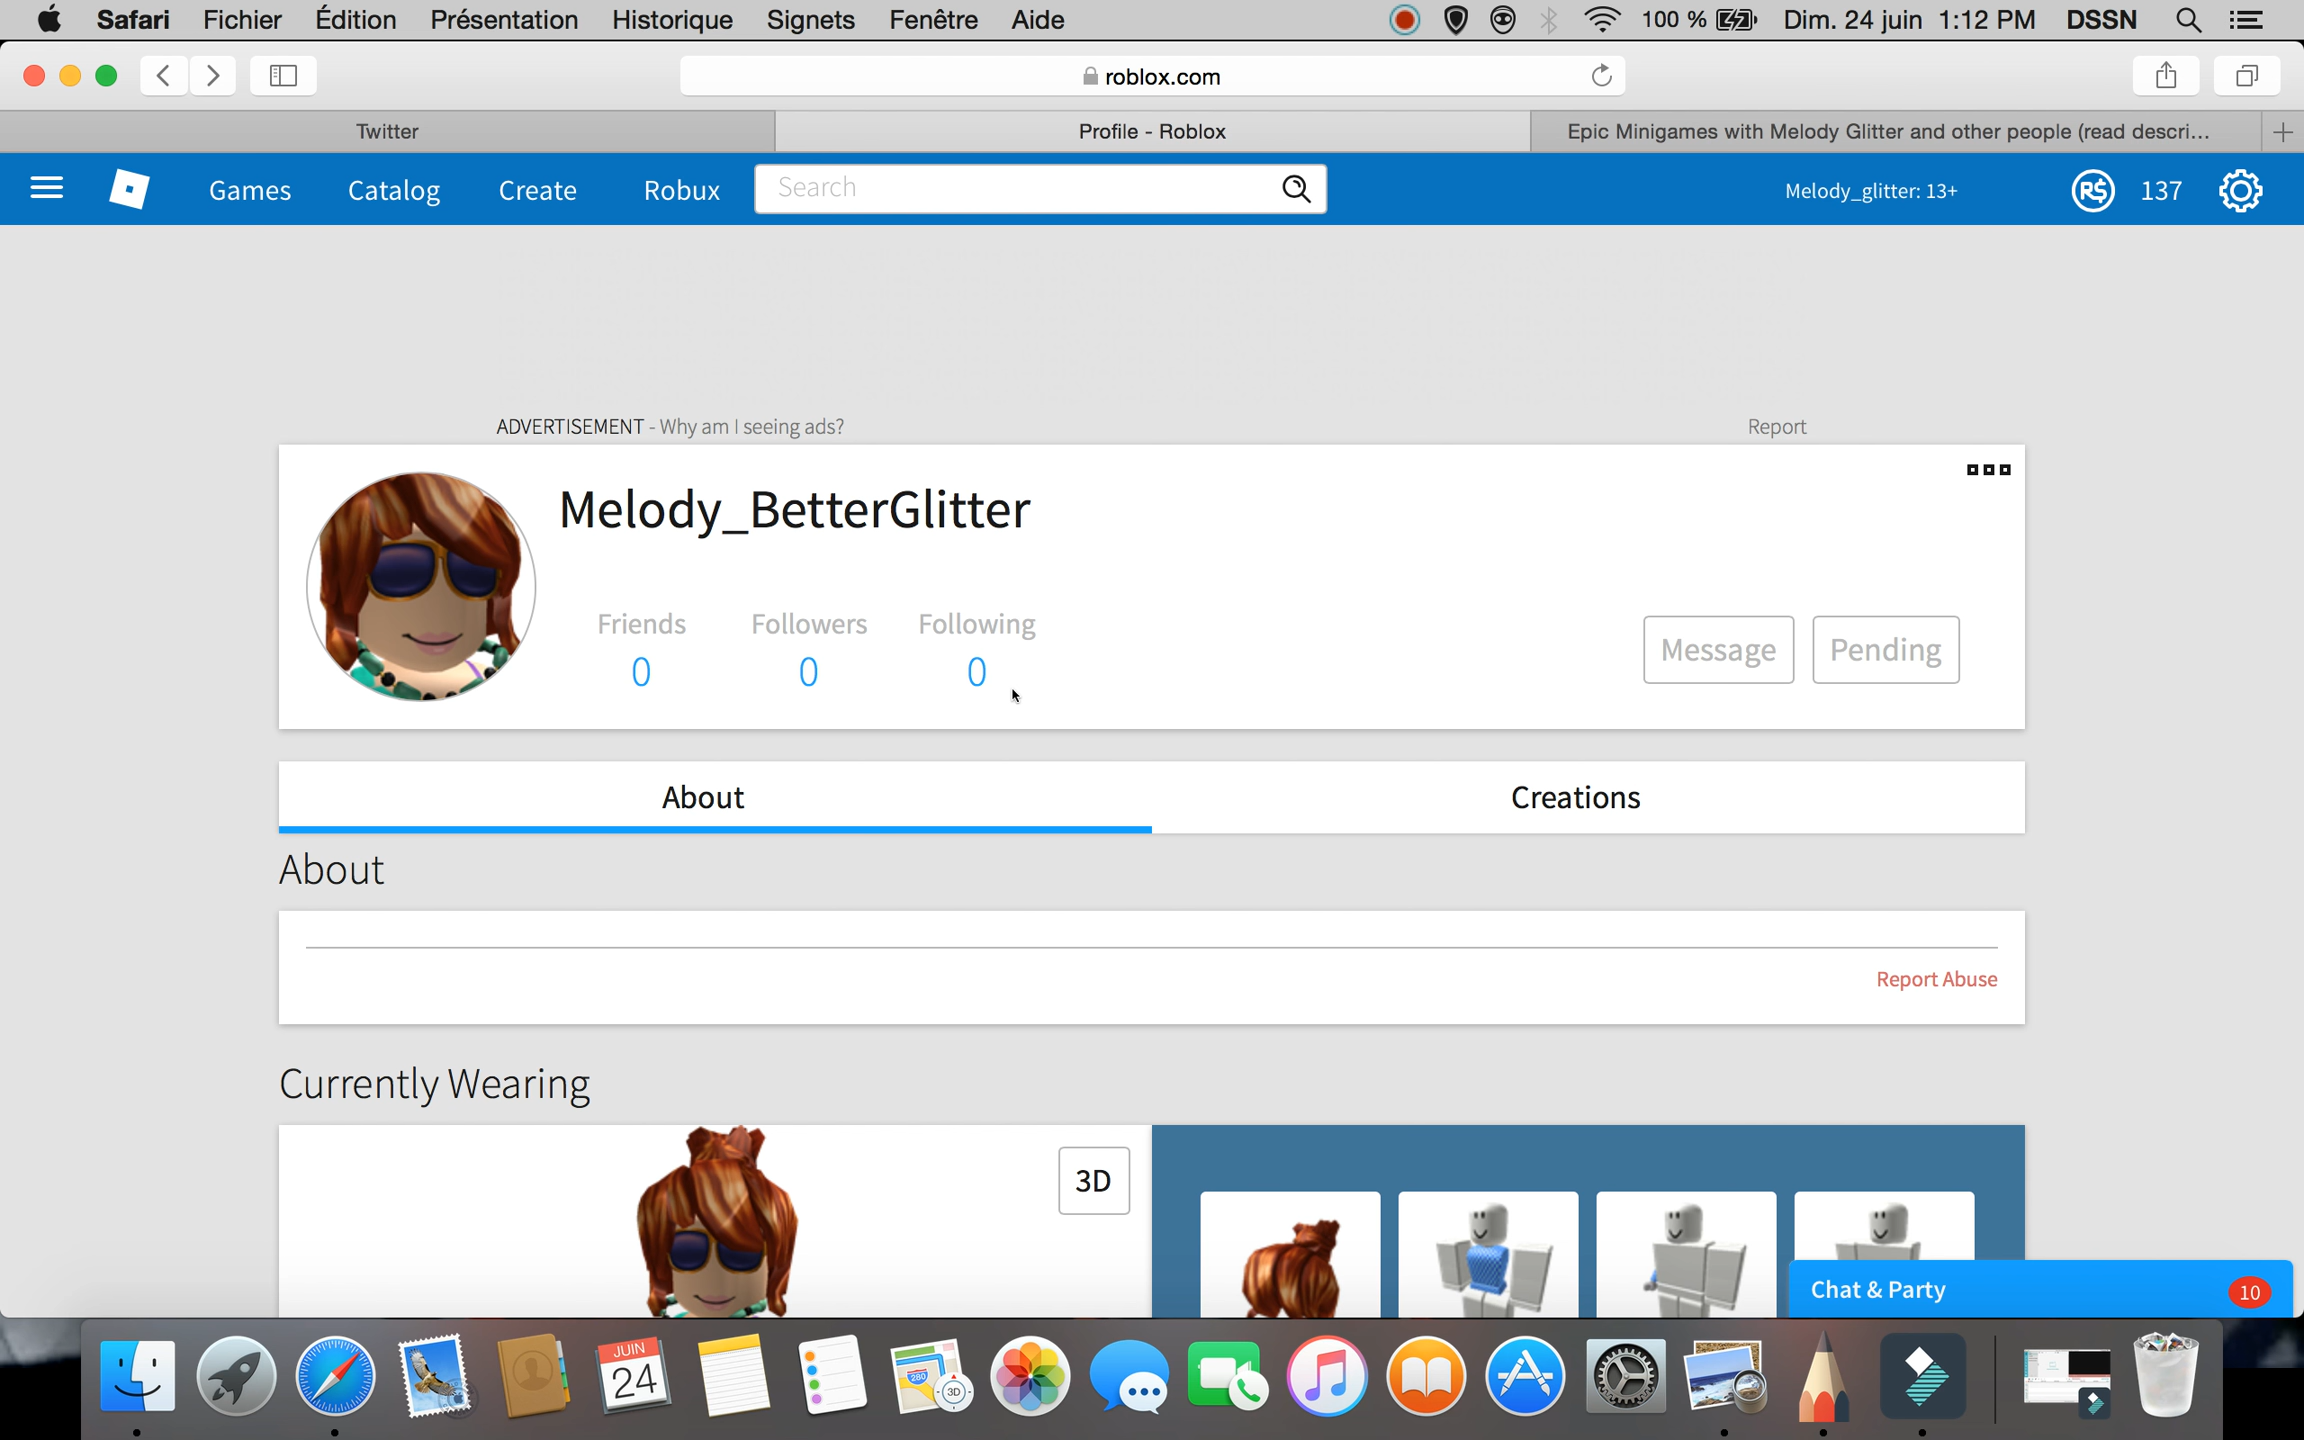 Safari Fichier Édition Présentation Historique Signets Fenêtre Aide 100 % Dim. 24 juin 1:12 PM DSSN
roblox.com
Twitter Profile - Roblox Epic Minigames with Melody Glitter and other people (read descri...
Games Catalog Create Robux Search Melody_glitter: 13+ R$ 137
ADVERTISEMENT - Why am I seeing ads? Report
Melody_BetterGlitter
Friends Followers Following
0 0 0
Message Pending
About Creations
About
Report Abuse
Currently Wearing
3D
Chat & Party 10
JUIN
24
280
3D